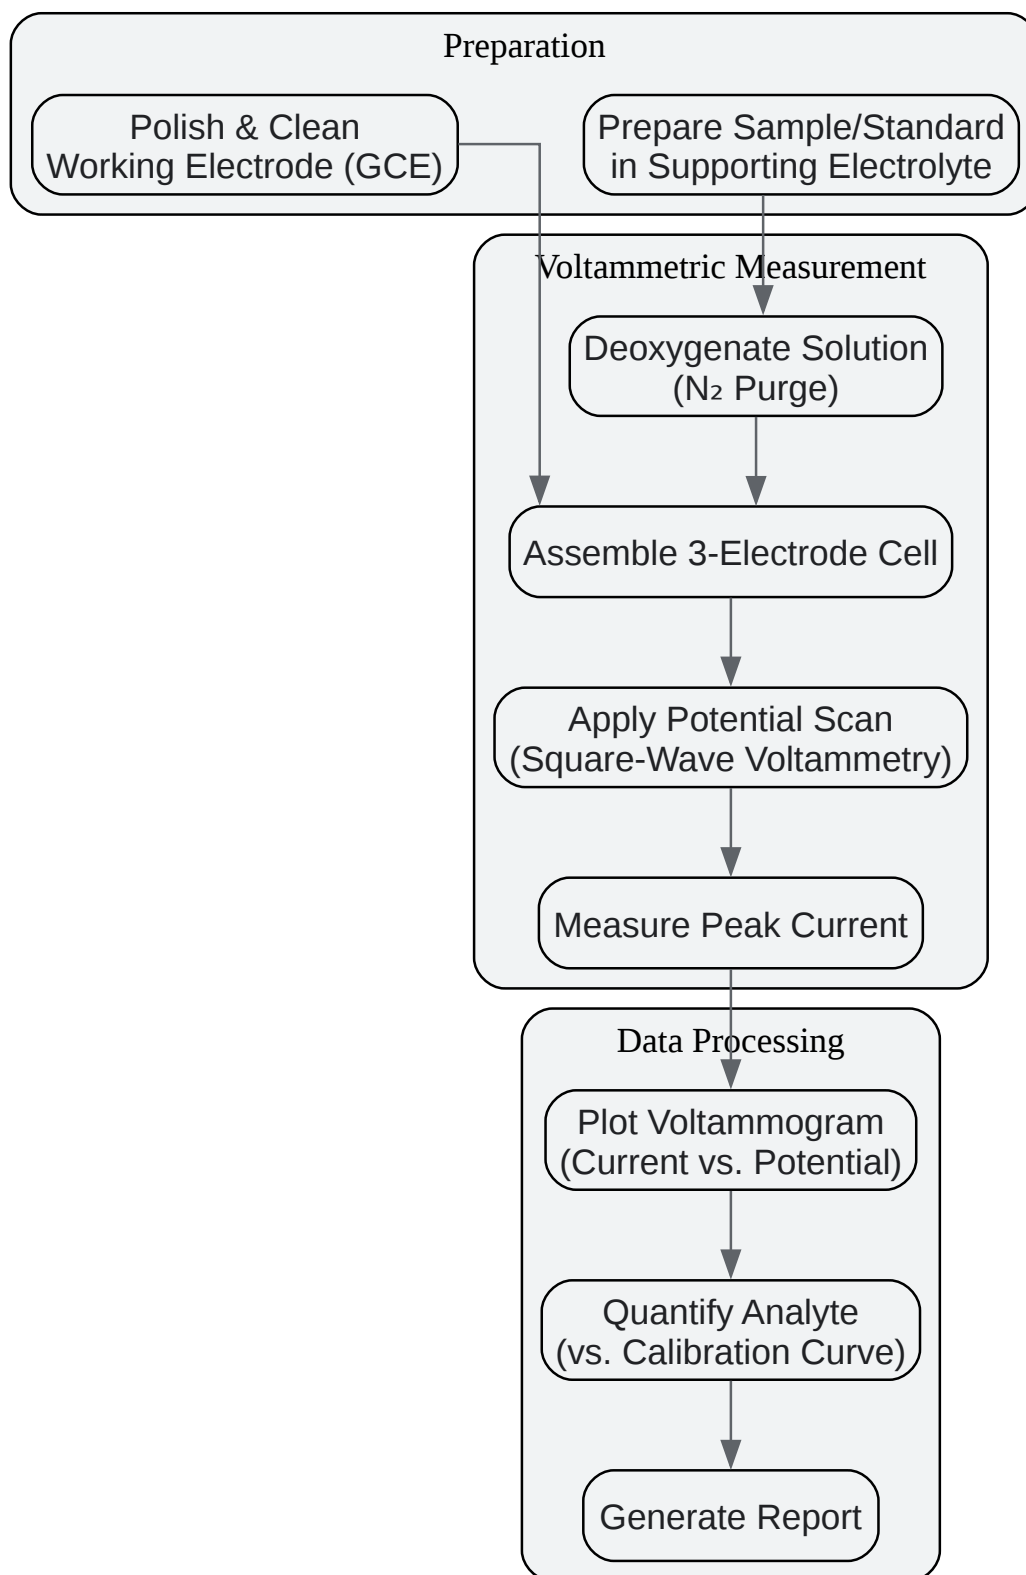 Preparation
Polish & Clean
Working Electrode (GCE)
Prepare Sample/Standard
in Supporting Electrolyte
Voltammetric Measurement
Deoxygenate Solution
(N₂ Purge)
Assemble 3-Electrode Cell
Apply Potential Scan
(Square-Wave Voltammetry)
Measure Peak Current
Data Processing
Plot Voltammogram
(Current vs. Potential)
Quantify Analyte
(vs. Calibration Curve)
Generate Report